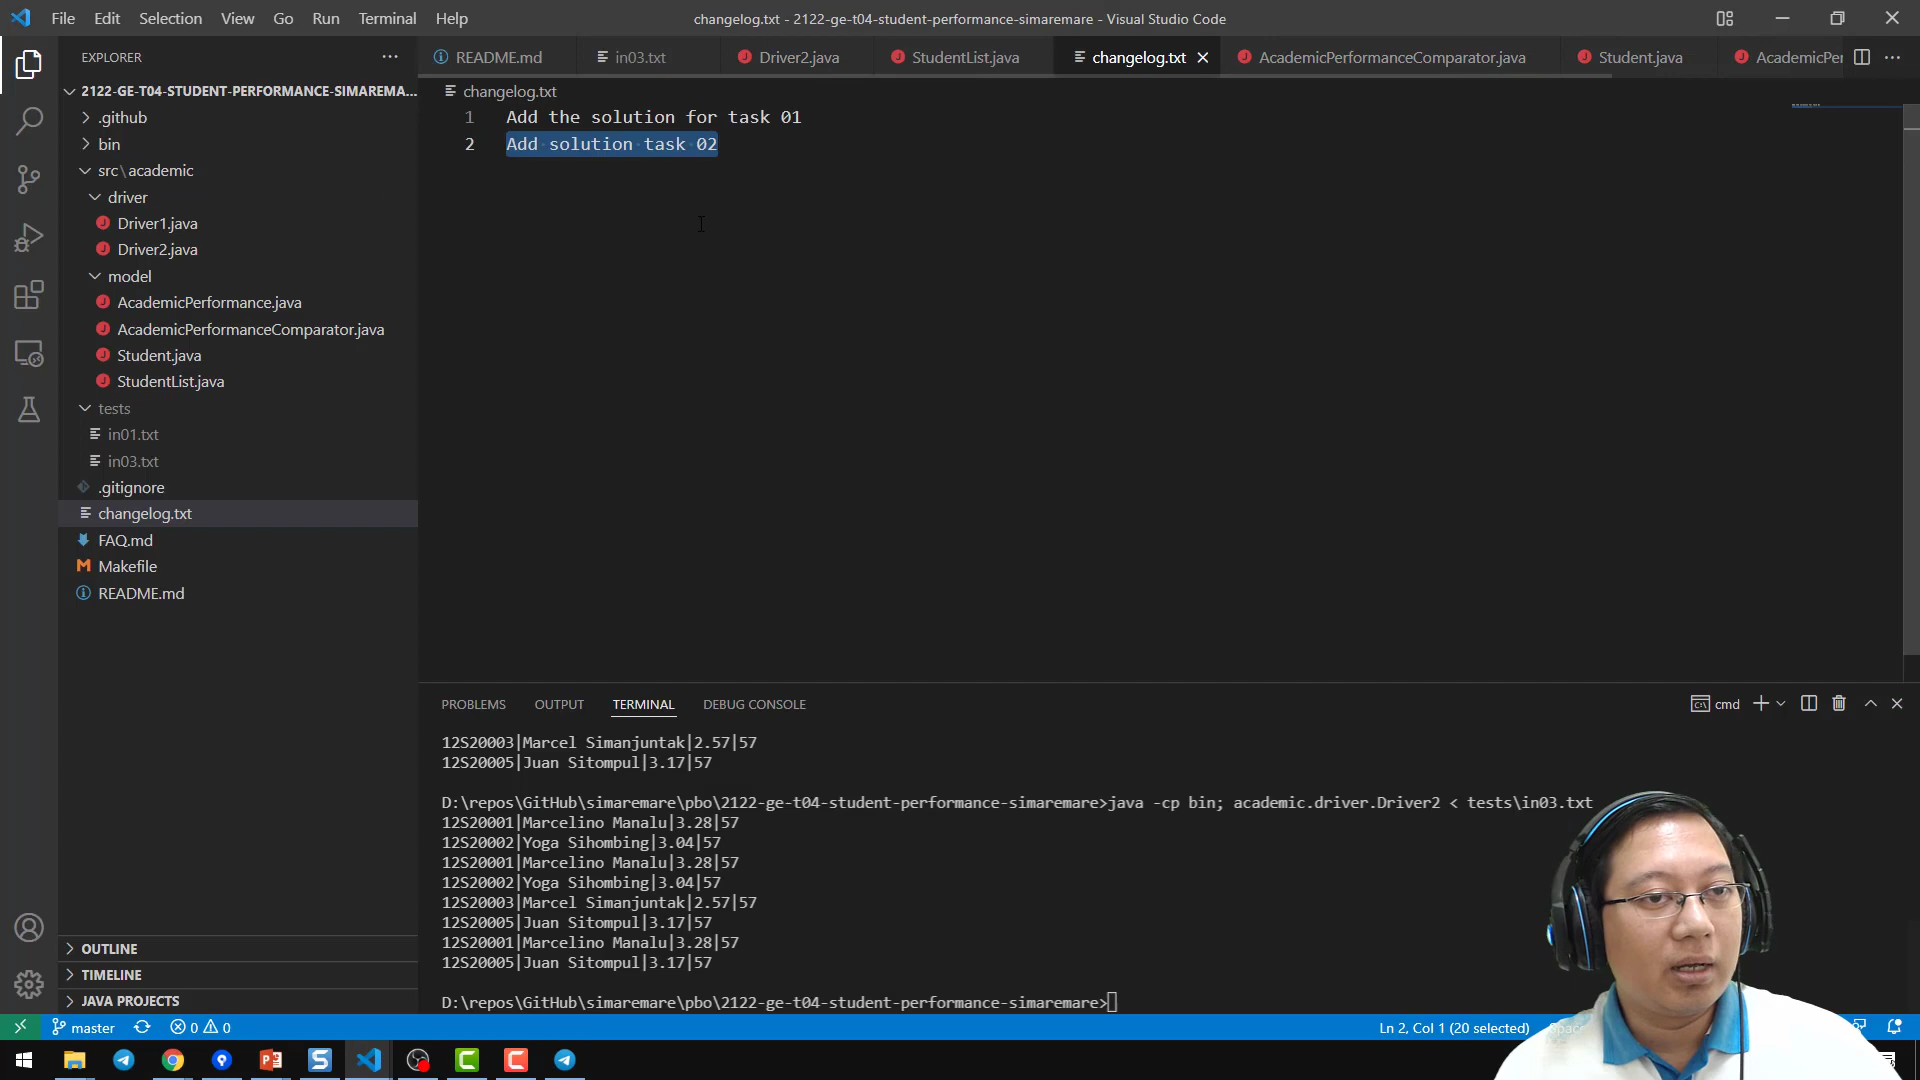 File Edit Selection View Go Run Terminal Help
changelog.txt - 2122-ge-t04-student-performance-simaremare - Visual Studio Code
EXPLORER
2122-GE-T04-STUDENT-PERFORMANCE-SIMAREMA...
.github
bin
src\academic
driver
Driver1.java
Driver2.java
model
AcademicPerformance.java
AcademicPerformanceComparator.java
Student.java
StudentList.java
tests
in01.txt
in03.txt
.gitignore
changelog.txt
FAQ.md
Makefile
README.md
OUTLINE
TIMELINE
JAVA PROJECTS
README.md in03.txt Driver2.java StudentList.java changelog.txt AcademicPerformanceComparator.java Student.java AcademicPer
changelog.txt
1 Add the solution for task 01
2 Add solution task 02
PROBLEMS OUTPUT TERMINAL DEBUG CONSOLE
cmd
12S20003|Marcel Simanjuntak|2.57|57
12S20005|Juan Sitompul|3.17|57
D:\repos\GitHub\simaremare\pbo\2122-ge-t04-student-performance-simaremare>java -cp bin; academic.driver.Driver2 < tests\in03.txt
12S20001|Marcelino Manalu|3.28|57
12S20002|Yoga Sihombing|3.04|57
12S20001|Marcelino Manalu|3.28|57
12S20002|Yoga Sihombing|3.04|57
12S20003|Marcel Simanjuntak|2.57|57
12S20005|Juan Sitompul|3.17|57
12S20001|Marcelino Manalu|3.28|57
12S20005|Juan Sitompul|3.17|57
D:\repos\GitHub\simaremare\pbo\2122-ge-t04-student-performance-simaremare>
master 0 0
Ln 2, Col 1 (20 selected)